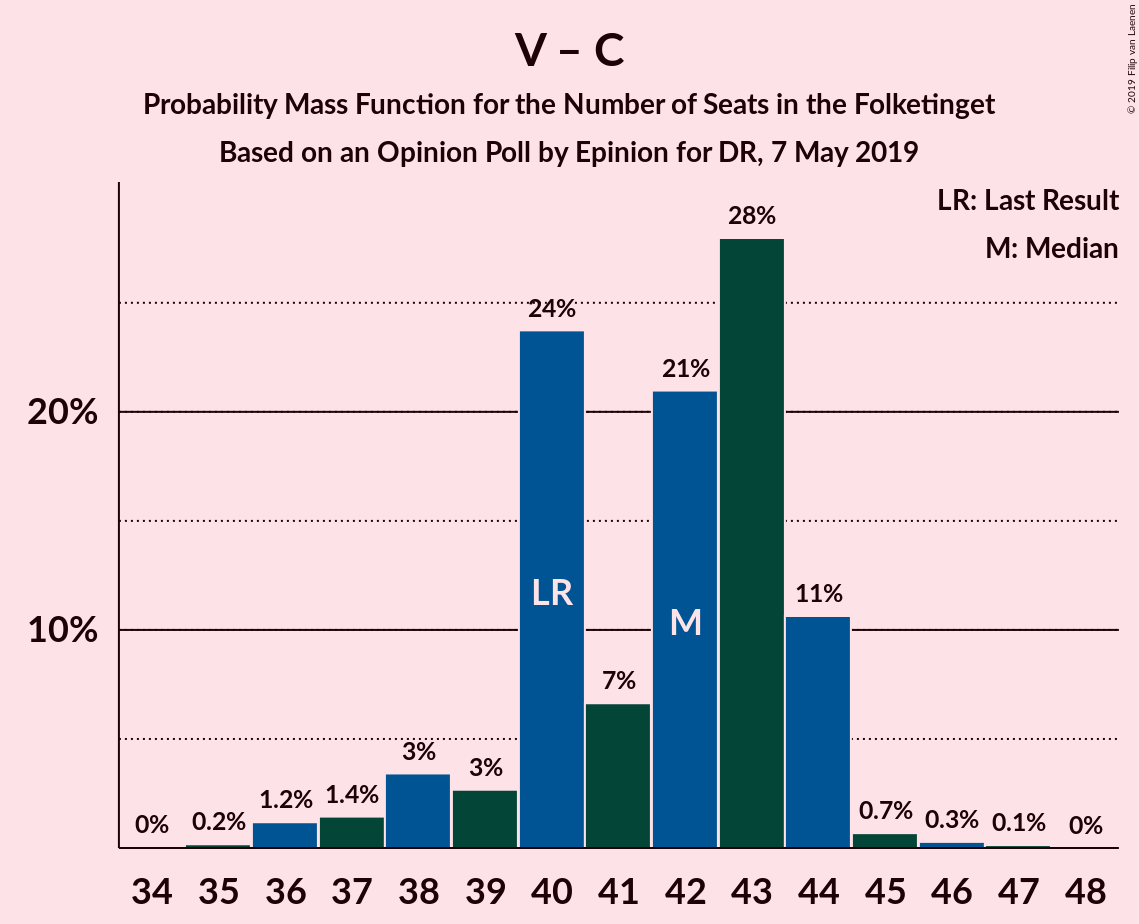 V – C
Probability Mass Function for the Number of Seats in the Folketinget
Based on an Opinion Poll by Epinion for DR, 7 May 2019
© 2019 Filip van Laenen
LR: Last Result
M: Median
28%
24%
21%
20%
LR
11%
M
10%
7%
3%
3%
1.2%
1.4%
0%
0.2%
0.7%
0.3%
0.1%
0%
34 35 36 37 38 39 40 41 42 43 44 45 46 47 48